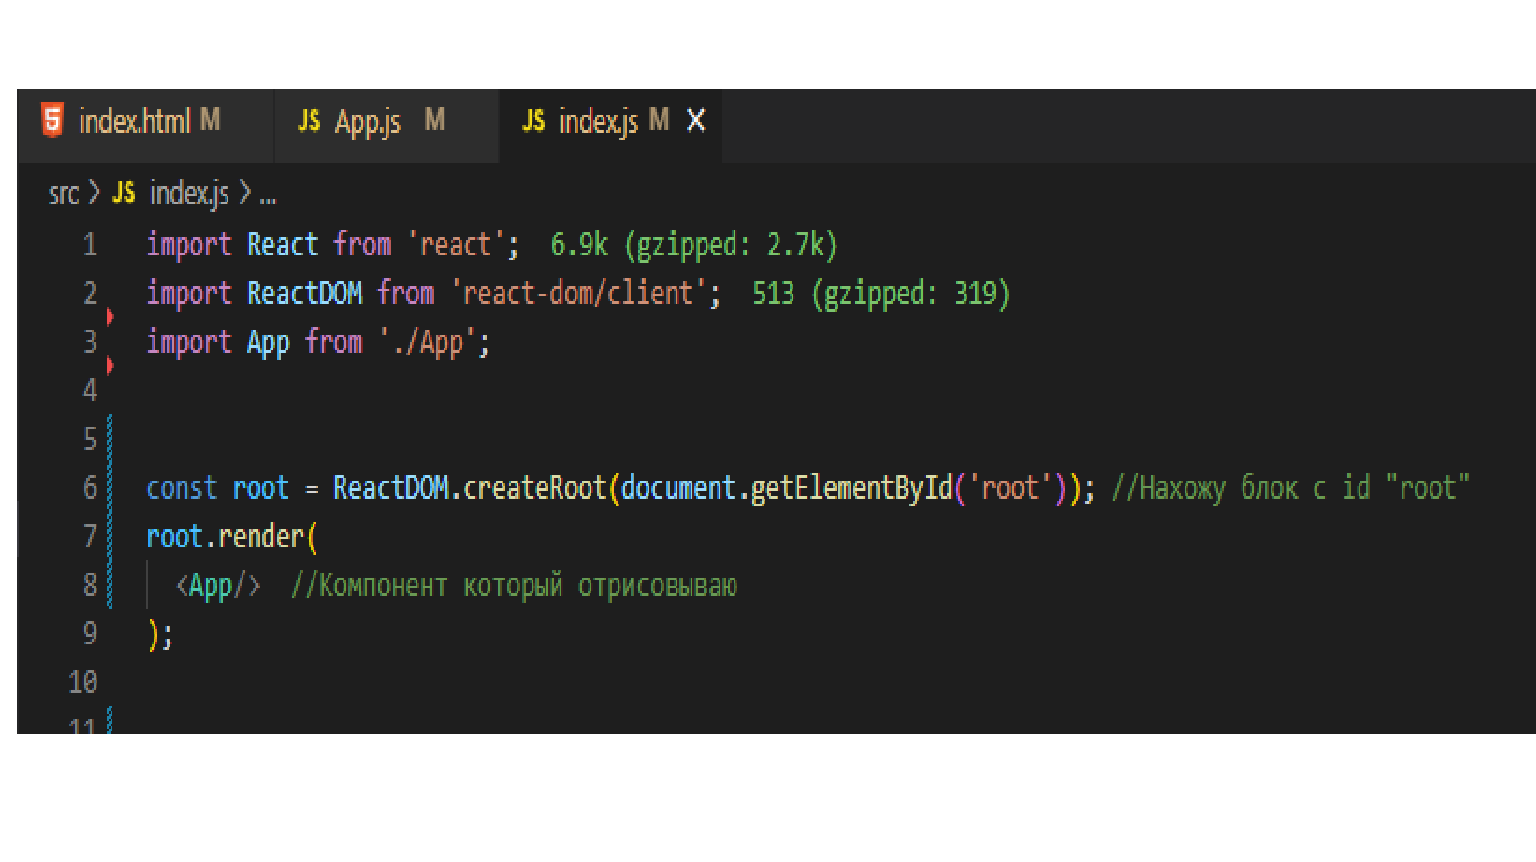 index.html M JS App.js M JS index.js M X
src > JS index.js > ...
1 import React from 'react'; 6.9k (gzipped: 2.7k)
2 import ReactDOM from 'react-dom/client'; 513 (gzipped: 319)
3 import App from './App';
4
5
6 const root = ReactDOM.createRoot(document.getElementById('root')); //Нахожу блок с id "root"
7 root.render(
8 <App/> //Компонент который отрисовываю
9 );
10
11